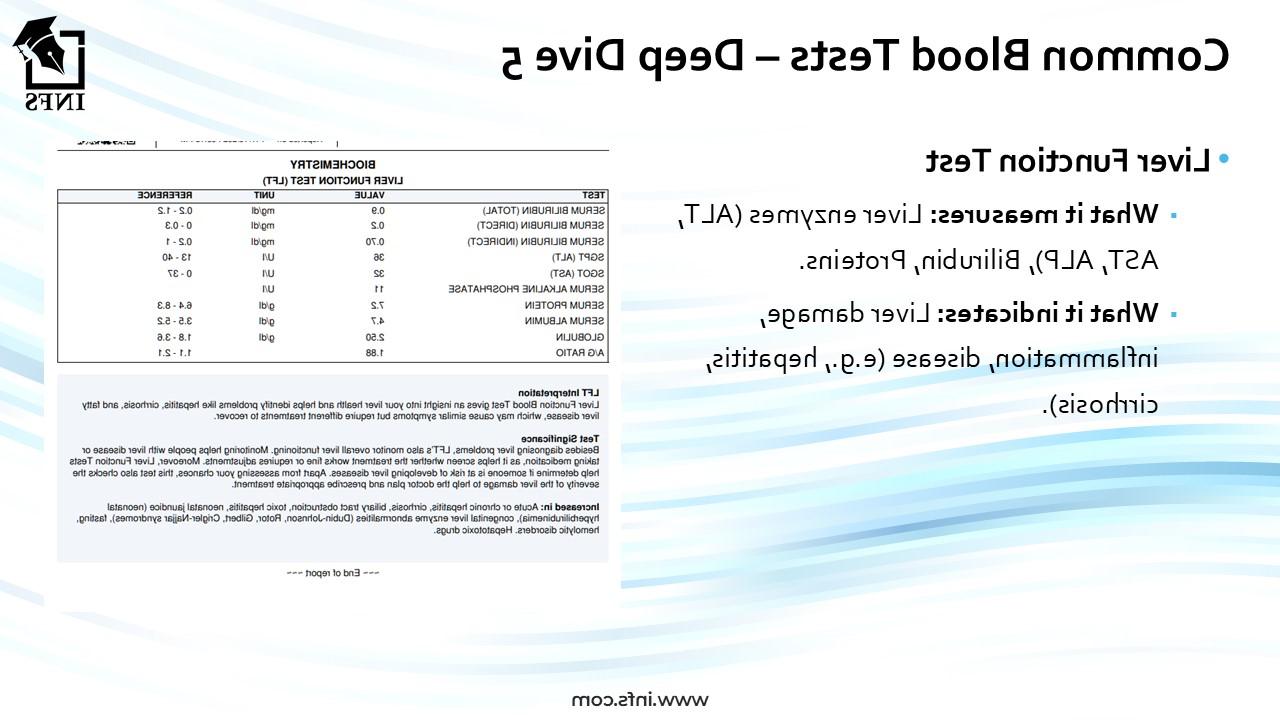 Common Blood Tests – Deep Dive 5
INFS
• Liver Function Test
▪ What it measures: Liver enzymes (ALT,
AST, ALP), Bilirubin, Proteins.
▪ What it indicates: Liver damage,
inflammation, disease (e.g., hepatitis,
cirrhosis).
BIOCHEMISTRY
LIVER FUNCTION TEST (LFT)
TEST VALUE UNIT REFERENCE
SERUM BILIRUBIN (TOTAL) 0.9 mg/dl 0.2 - 1.2
SERUM BILIRUBIN (DIRECT) 0.2 mg/dl 0 - 0.3
SERUM BILIRUBIN (INDIRECT) 0.70 mg/dl 0.2 - 1
SGPT (ALT) 36 U/l 13 - 40
SGOT (AST) 32 U/l 0 - 37
SERUM ALKALINE PHOSPHATASE 11 U/l
SERUM PROTEIN 7.2 g/dl 6.4 - 8.3
SERUM ALBUMIN 4.7 g/dl 3.5 - 5.2
GLOBULIN 2.50 g/dl 1.8 - 3.6
A/G RATIO 1.88 1.1 - 2.1
LFT Interpretation
Liver Function Blood Test gives an insight into your liver health and helps identify problems like hepatitis, cirrhosis, and fatty
liver disease, which may cause similar symptoms but require different treatments to recover.
Test Significance
Besides diagnosing liver problems, LFT's also monitor overall liver functioning. Monitoring helps people with liver disease or
taking medication, as it helps screen whether the treatment works fine or requires adjustments. Moreover, Liver Function Tests
help determine if someone is at risk of developing liver diseases. Apart from assessing your chances, this test also checks the
severity of the liver damage to help the doctor plan and prescribe appropriate treatment.
Increased in: Acute or chronic hepatitis, cirrhosis, biliary tract obstruction, toxic hepatitis, neonatal jaundice (neonatal
hyperbilirubinemia), congenital liver enzyme abnormalities (Dubin-Johnson, Rotor, Gilbert, Crigler-Najjar syndromes), fasting,
hemolytic disorders. Hepatotoxic drugs.
~~~ End of report ~~~
www.infs.com